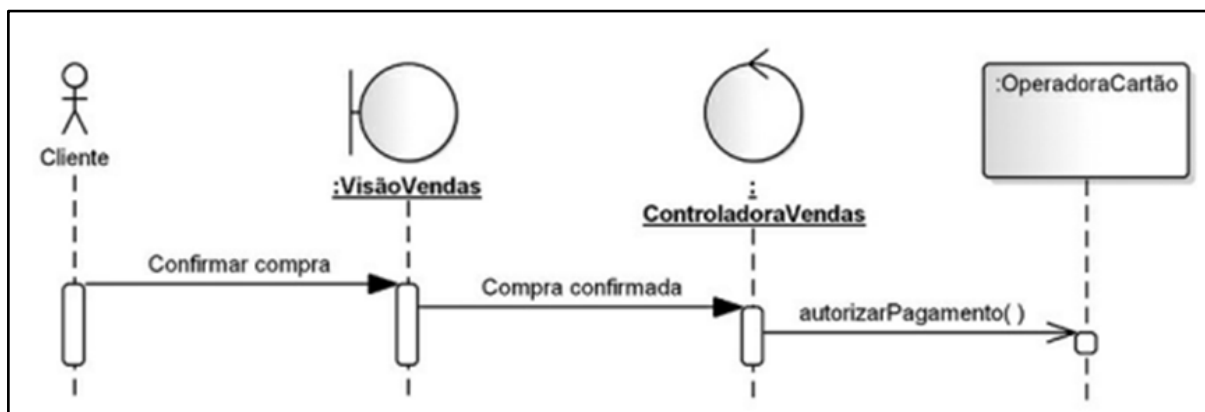 :OperadoraCartão
Cliente
:VisãoVendas
:
ControladoraVendas
Confirmar compra
Compra confirmada
autorizarPagamento( )